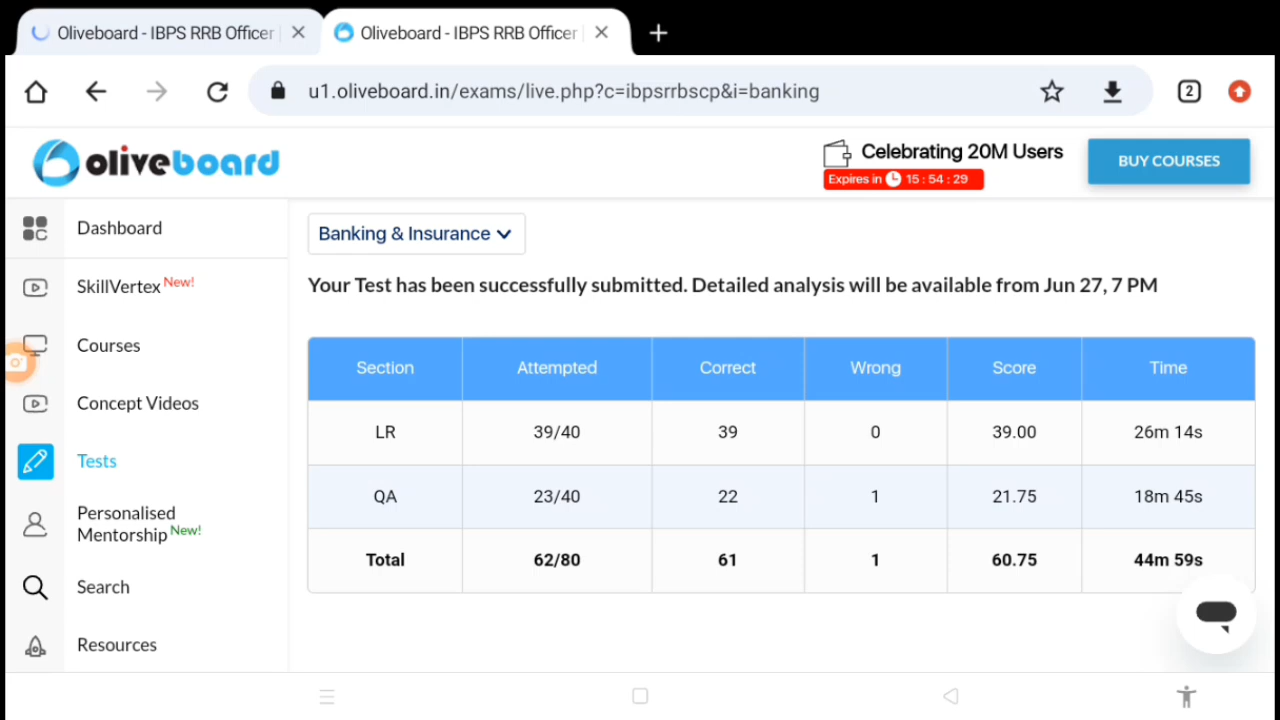 Oliveboard - IBPS RRB Officer
Oliveboard - IBPS RRB Officer
u1.oliveboard.in/exams/live.php?c=ibpsrrbscp&i=banking
2
oliveboard
Celebrating 20M Users
Expires in 15 : 54 : 29
BUY COURSES
Dashboard
SkillVertex New!
Courses
Concept Videos
Tests
Personalised
Mentorship New!
Search
Resources
Banking & Insurance
Your Test has been successfully submitted. Detailed analysis will be available from Jun 27, 7 PM
Section Attempted Correct Wrong Score Time
LR 39/40 39 0 39.00 26m 14s
QA 23/40 22 1 21.75 18m 45s
Total 62/80 61 1 60.75 44m 59s